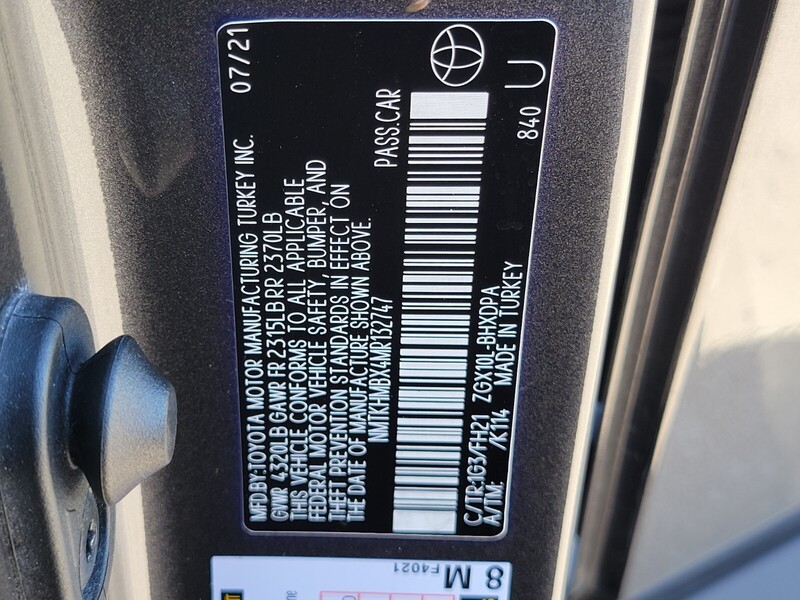 MFD.BY:TOYOTA MOTOR MANUFACTURING TURKEY INC. 07/21
GWR 4320LB GAWR FR 2315LB RR 2370LB
THIS VEHICLE CONFORMS TO ALL APPLICABLE
FEDERAL MOTOR VEHICLE SAFETY, BUMPER, AND
THEFT PREVENTION STANDARDS IN EFFECT ON
THE DATE OF MANUFACTURE SHOWN ABOVE.
NMTKHMBX4MR132747 PASS.CAR
C/TR:1G3/FH21 ZGX10L-BHXDPA
A/TM: /K114 MADE IN TURKEY
840 U
8 M
F4021